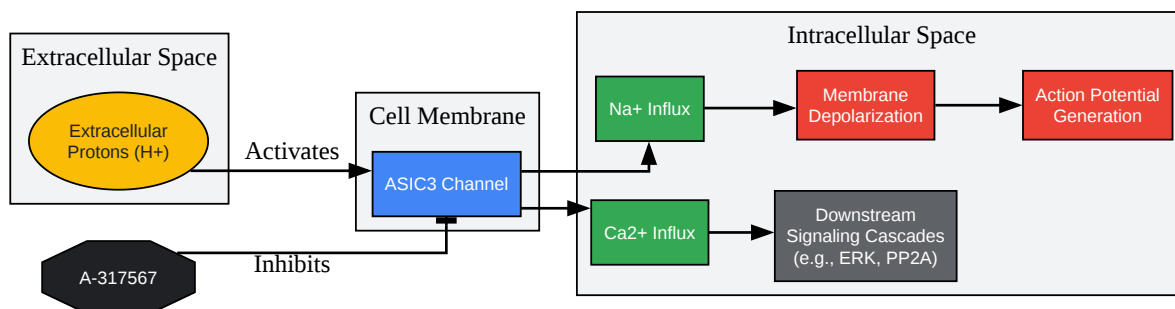 Extracellular Space
Extracellular
Protons (H+)
Activates
Cell Membrane
ASIC3 Channel
A-317567
Inhibits
Intracellular Space
Na+ Influx
Membrane
Depolarization
Action Potential
Generation
Ca2+ Influx
Downstream
Signaling Cascades
(e.g., ERK, PP2A)